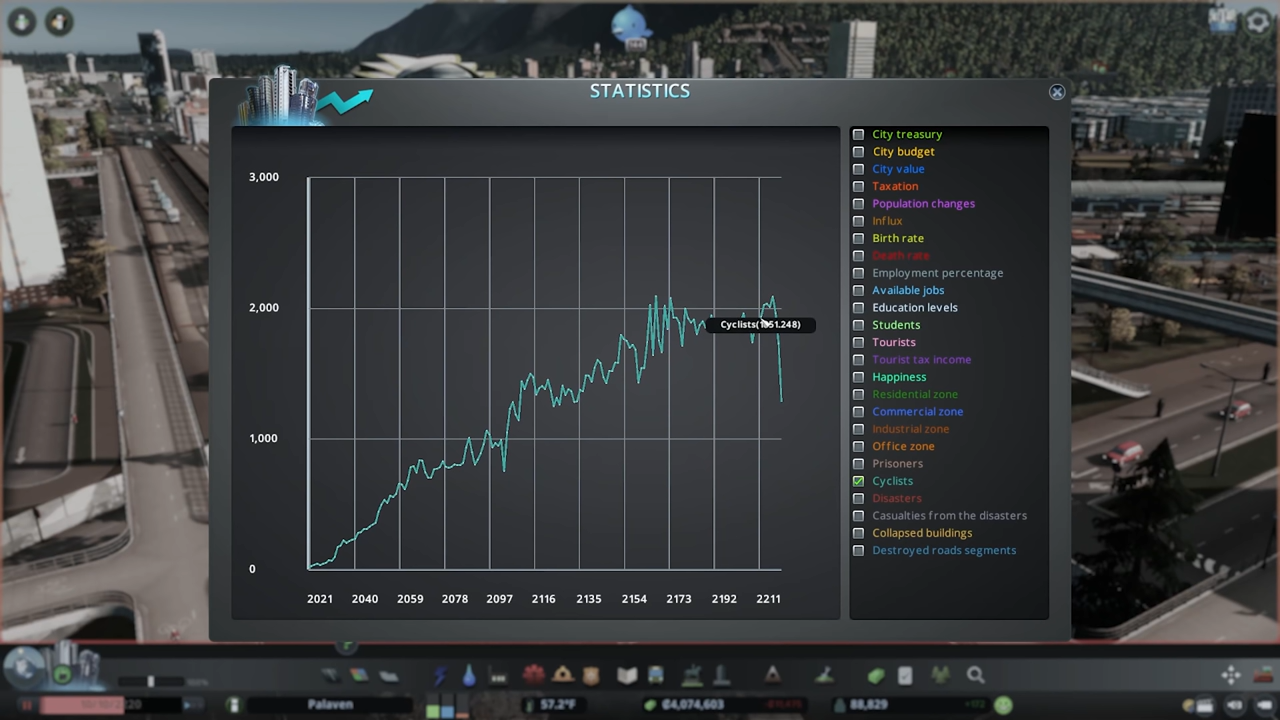 STATISTICS
3,000
2,000
1,000
0
2021 2040 2059 2078 2097 2116 2135 2154 2173 2192 2211
City treasury
City budget
City value
Taxation
Population changes
Influx
Birth rate
Death rate
Employment percentage
Available jobs
Education levels
Students
Tourists
Tourist tax income
Happiness
Residential zone
Commercial zone
Industrial zone
Office zone
Prisoners
Cyclists
Disasters
Casualties from the disasters
Collapsed buildings
Destroyed roads segments
Palaven
57.2°F
₡4,074,603
88,829